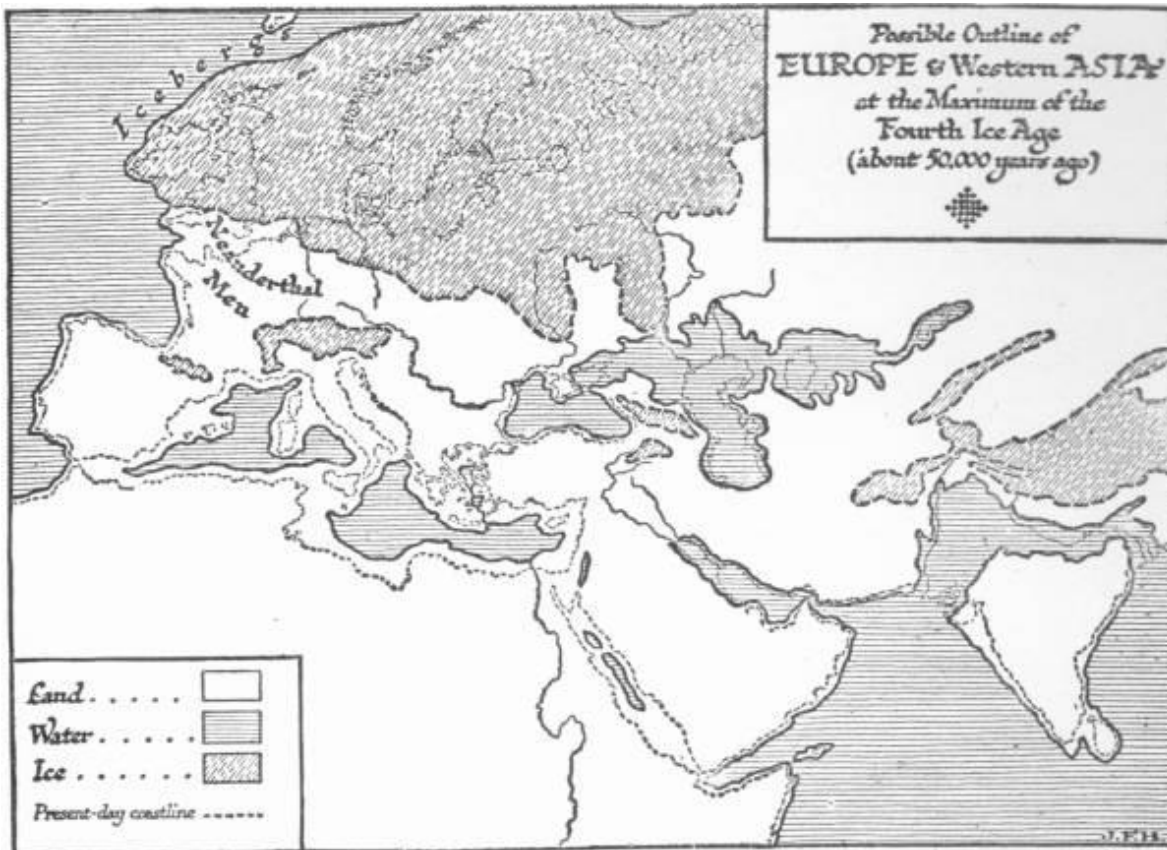 Possible Outline of
EUROPE & Western ASIA
at the Maximum of the
Fourth Ice Age
(about 50,000 years ago)
Icebergs
Neanderthal
Men
Land . . . . .
Water . . . . .
Ice . . . . . .
Present-day coastline ------
J.F.H.